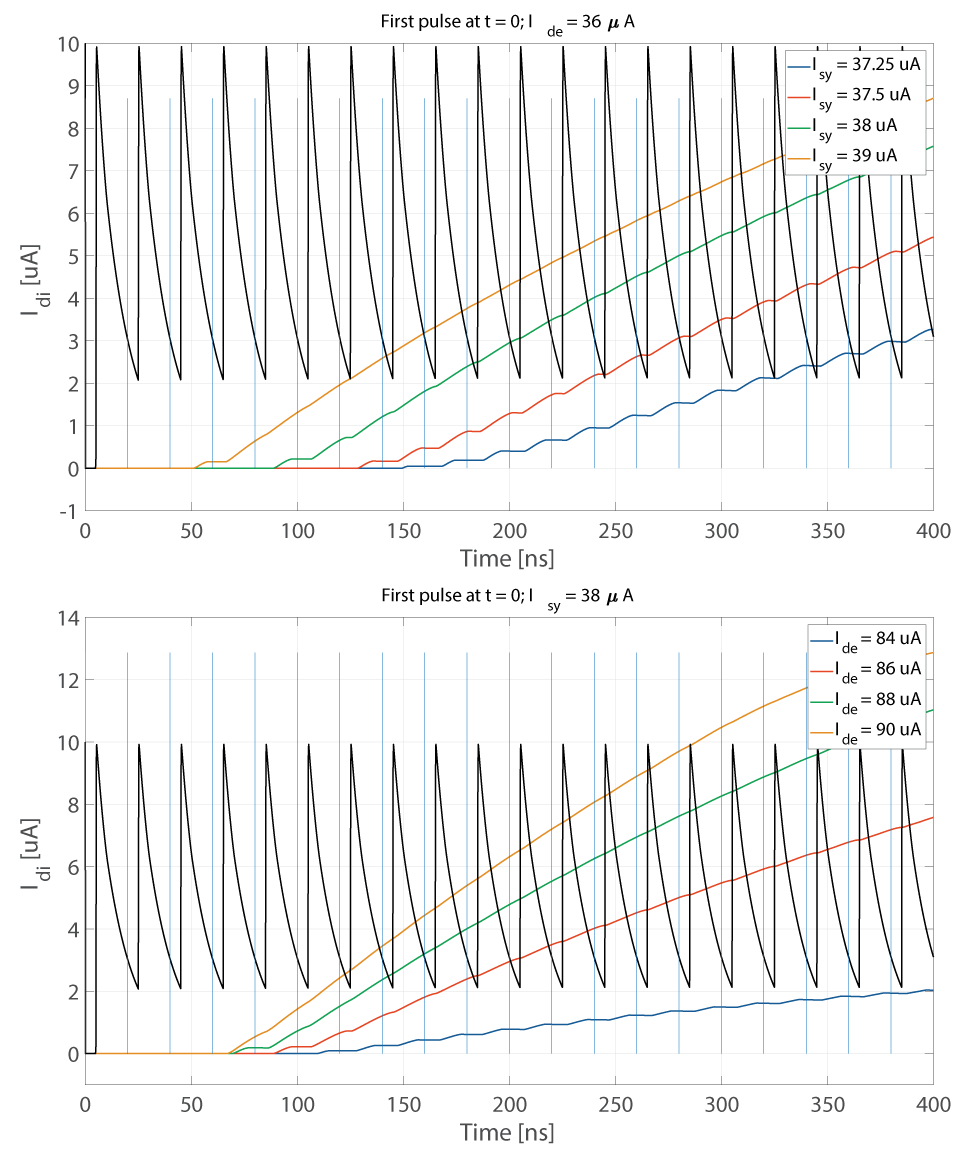 First pulse at t = 0; I de = 36 μ A
10
9
8
7
6
5
4
3
2
1
0
-1
I di [uA]
I sy = 37.25 uA
I sy = 37.5 uA
I sy = 38 uA
I sy = 39 uA
0 50 100 150 200 250 300 350 400
Time [ns]
First pulse at t = 0; I sy = 38 μ A
14
12
10
8
6
4
2
0
I di [uA]
I de = 84 uA
I de = 86 uA
I de = 88 uA
I de = 90 uA
0 50 100 150 200 250 300 350 400
Time [ns]